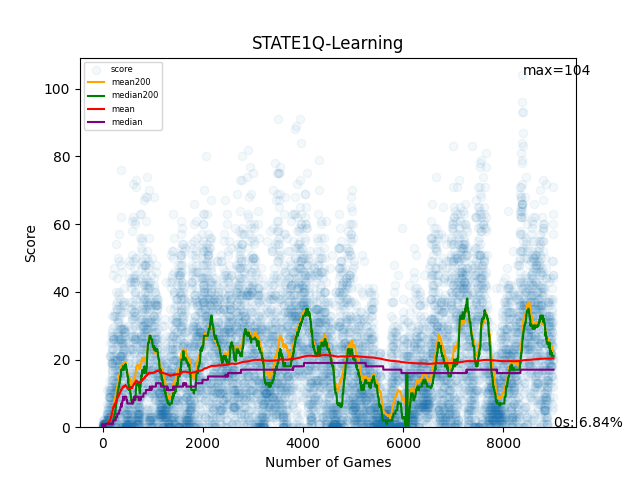 STATE1Q-Learning
score
mean200
median200
mean
median
max=104
100
80
60
40
20
0
Score
0s: 6.84%
0 2000 4000 6000 8000
Number of Games